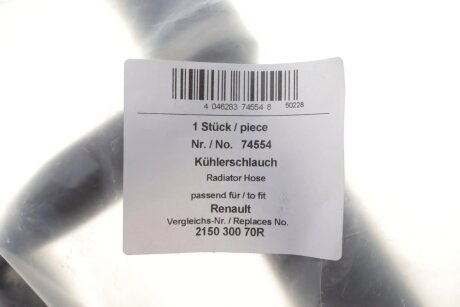 4 046283 74554 8 50228
1 Stück / piece
Nr. / No. 74554
Kühlerschlauch
Radiator Hose
passend für / to fit
Renault
Vergleichs-Nr. / Replaces No.
2150 300 70R